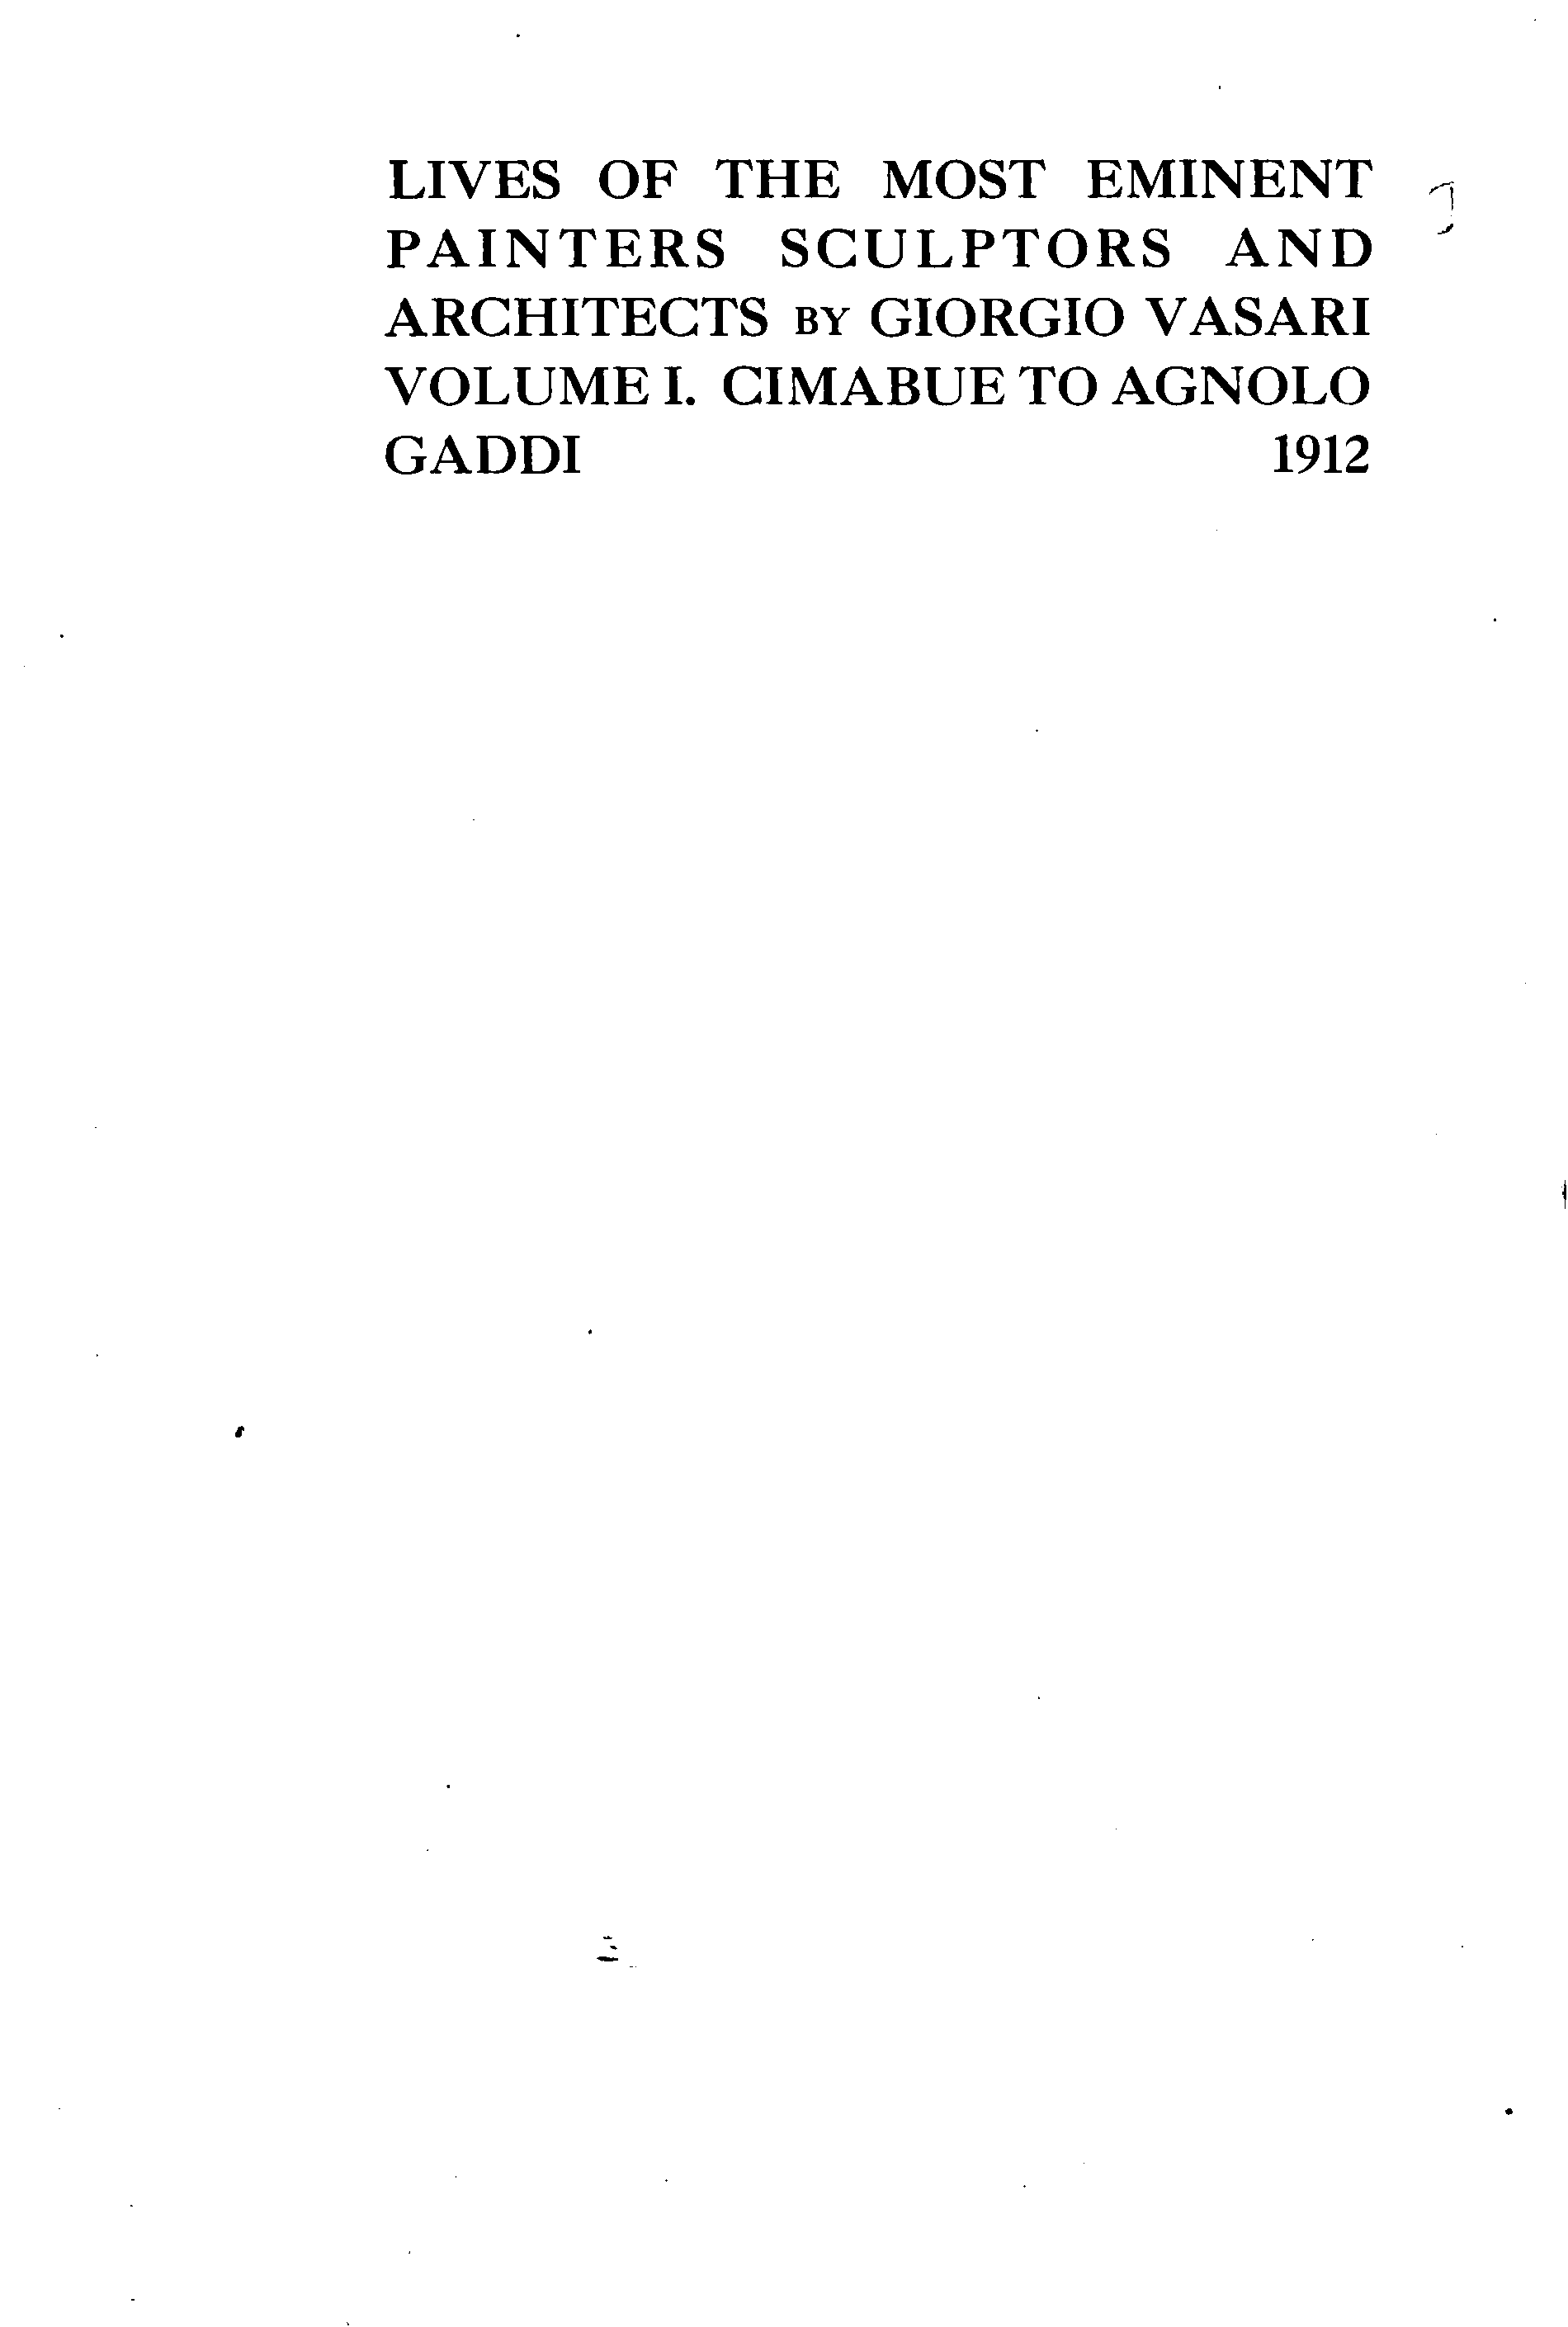 LIVES OF THE MOST EMINENT
PAINTERS SCULPTORS AND
ARCHITECTS BY GIORGIO VASARI
VOLUME I. CIMABUE TO AGNOLO
GADDI 1912